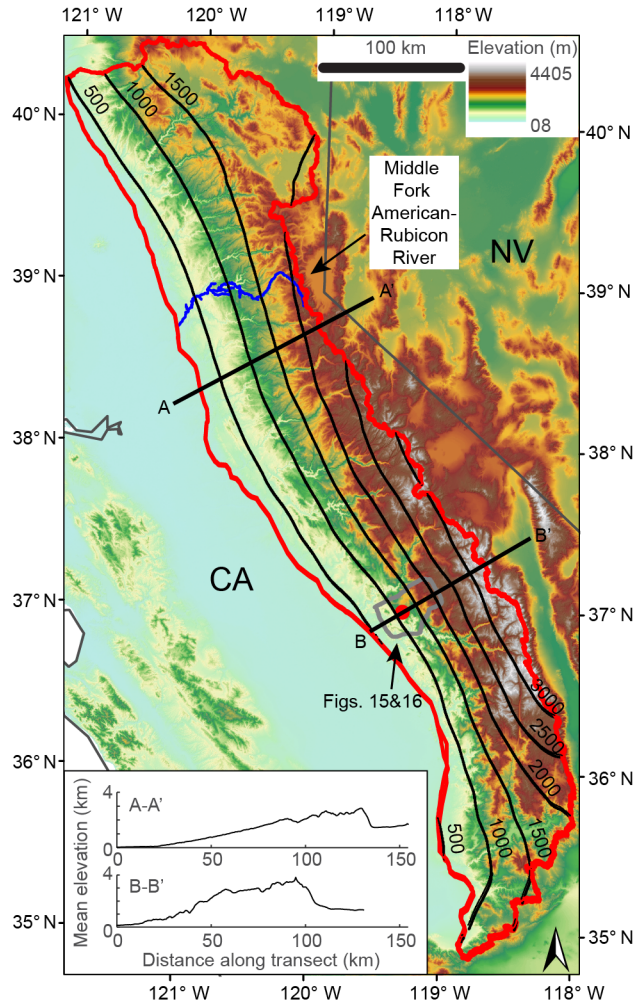 121° W
120° W
119° W
118° W
100 km
Elevation (m)
4405
08
40° N
40° N
500
1000
1500
Middle
Fork
American-
Rubicon
River
NV
39° N
39° N
A'
A
38° N
38° N
B'
CA
37° N
37° N
B
Figs. 15&16
3000
2500
2000
36° N
36° N
500
1000
1500
Mean elevation (km)
4
2
0
A-A’
0
50
100
150
4
2
0
B-B’
0
50
100
150
Distance along transect (km)
35° N
35° N
121° W
120° W
119° W
118° W